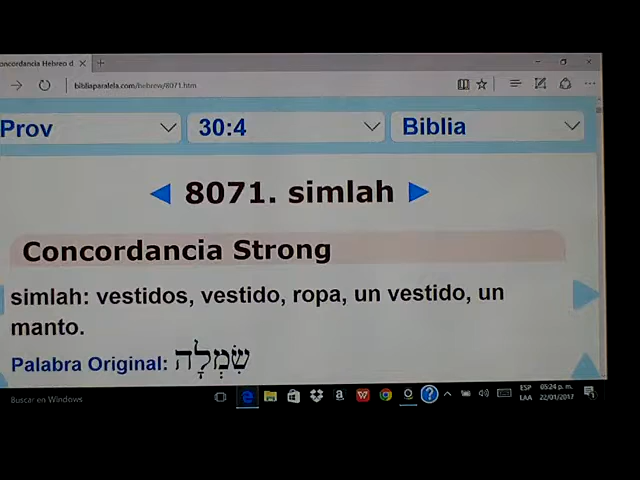 oncordancia Hebreo d
bibliaparalela.com/hebrew/8071.htm
Prov 30:4 Biblia
8071. simlah
Concordancia Strong
simlah: vestidos, vestido, ropa, un vestido, un
manto.
Palabra Original: שִׂמְלָה
Buscar en Windows
ESP 05:24 p. m.
LAA 22/01/2017